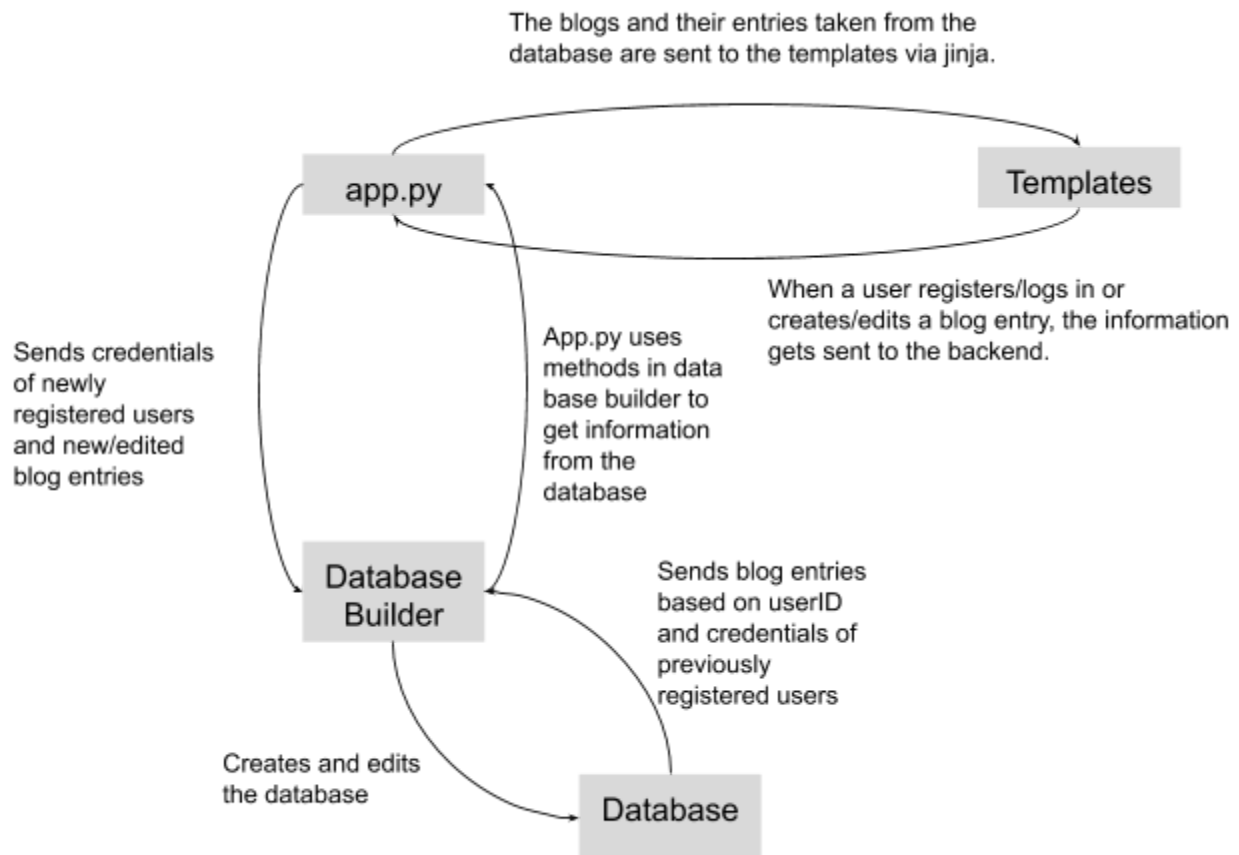 The blogs and their entries taken from the
database are sent to the templates via jinja.
app.py
Templates
When a user registers/logs in or
creates/edits a blog entry, the information
gets sent to the backend.
Sends credentials
of newly
registered users
and new/edited
blog entries
App.py uses
methods in data
base builder to
get information
from the
database
Database
Builder
Sends blog entries
based on userID
and credentials of
previously
registered users
Creates and edits
the database
Database